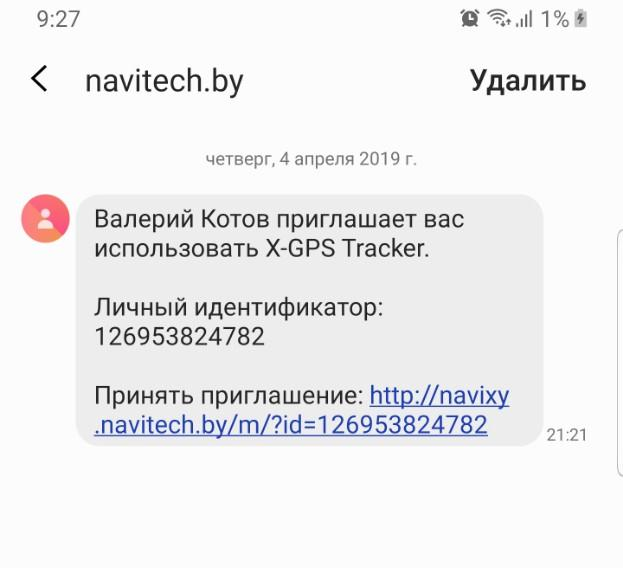 9:27
1%
navitech.by
Удалить
четверг, 4 апреля 2019 г.
Валерий Котов приглашает вас
использовать X-GPS Tracker.
Личный идентификатор:
126953824782
Принять приглашение: http://navixy
.navitech.by/m/?id=126953824782
21:21